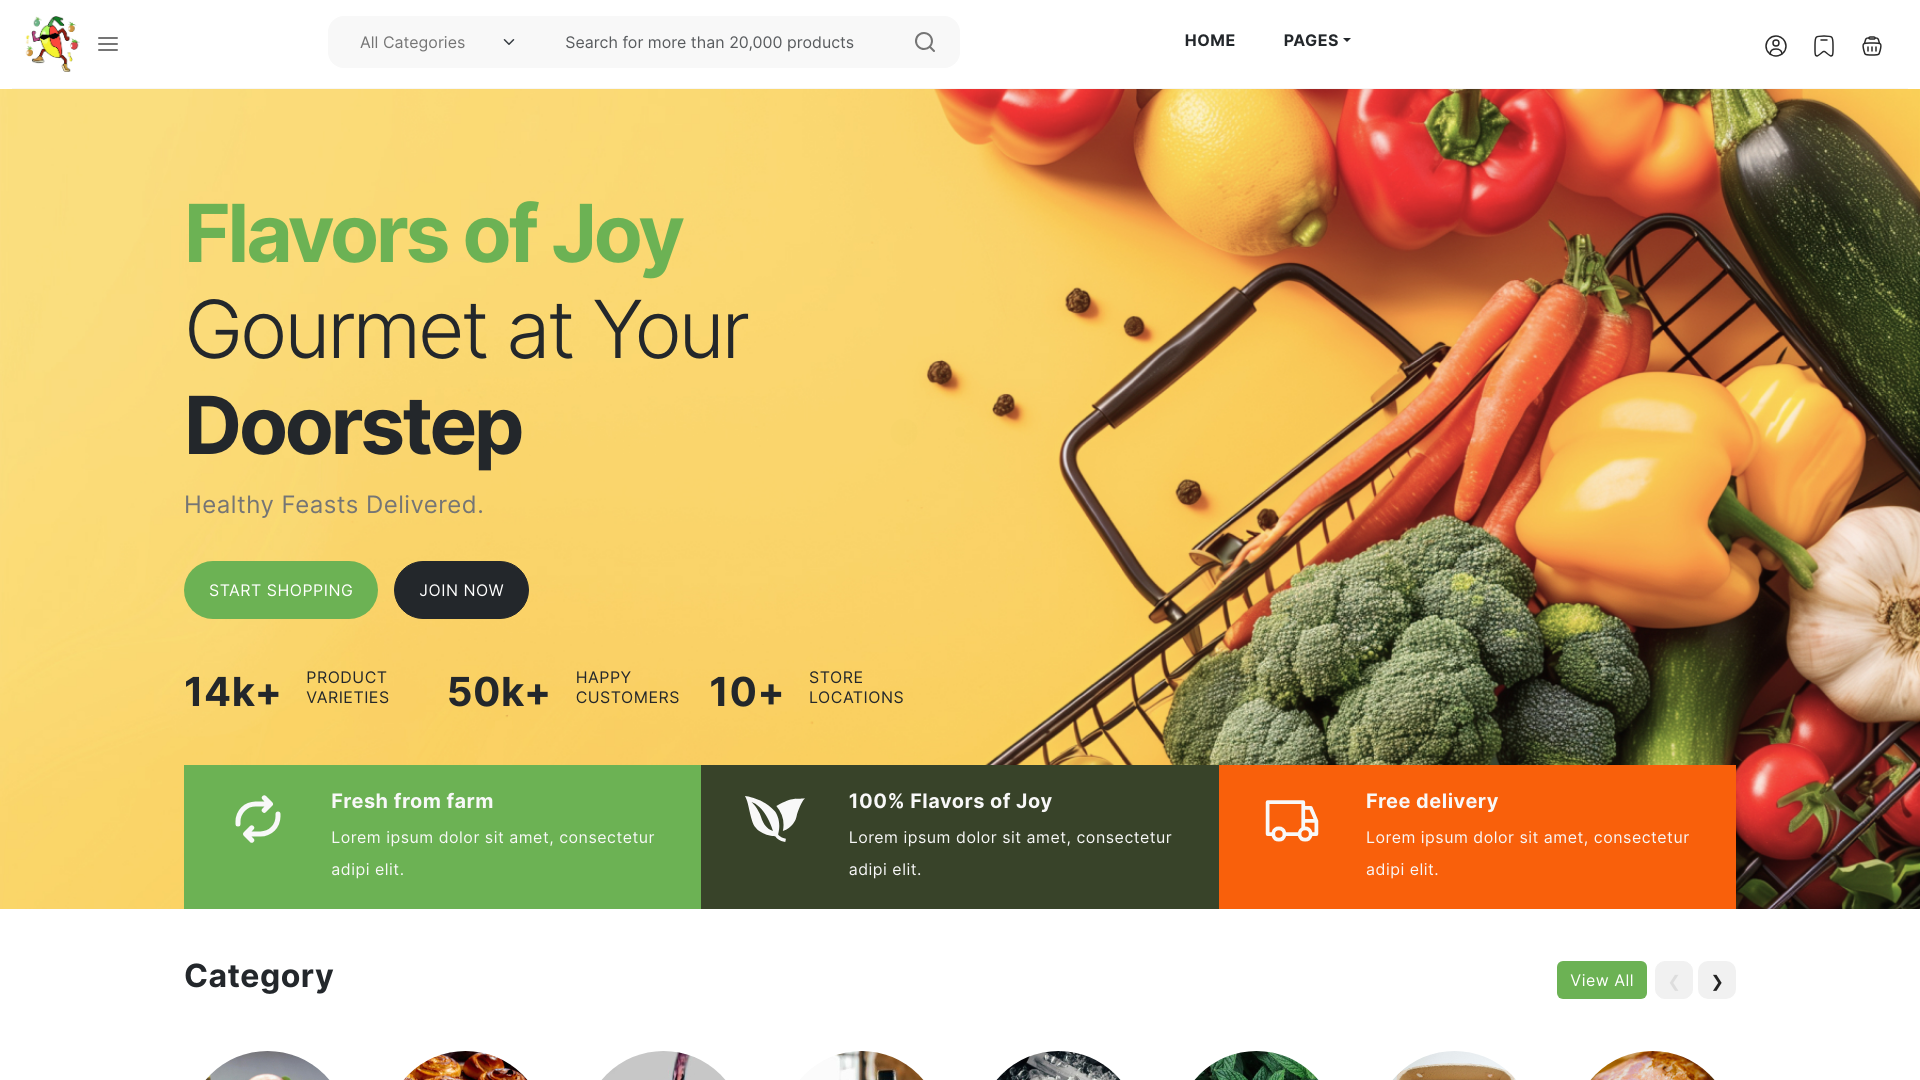 All Categories
Search for more than 20,000 products
HOME
PAGES
Flavors of Joy
Gourmet at Your
Doorstep
Healthy Feasts Delivered.
START SHOPPING
JOIN NOW
14k+
PRODUCT
VARIETIES
50k+
HAPPY
CUSTOMERS
10+
STORE
LOCATIONS
Fresh from farm
Lorem ipsum dolor sit amet, consectetur
adipi elit.
100% Flavors of Joy
Lorem ipsum dolor sit amet, consectetur
adipi elit.
Free delivery
Lorem ipsum dolor sit amet, consectetur
adipi elit.
Category
View All
❮
❯